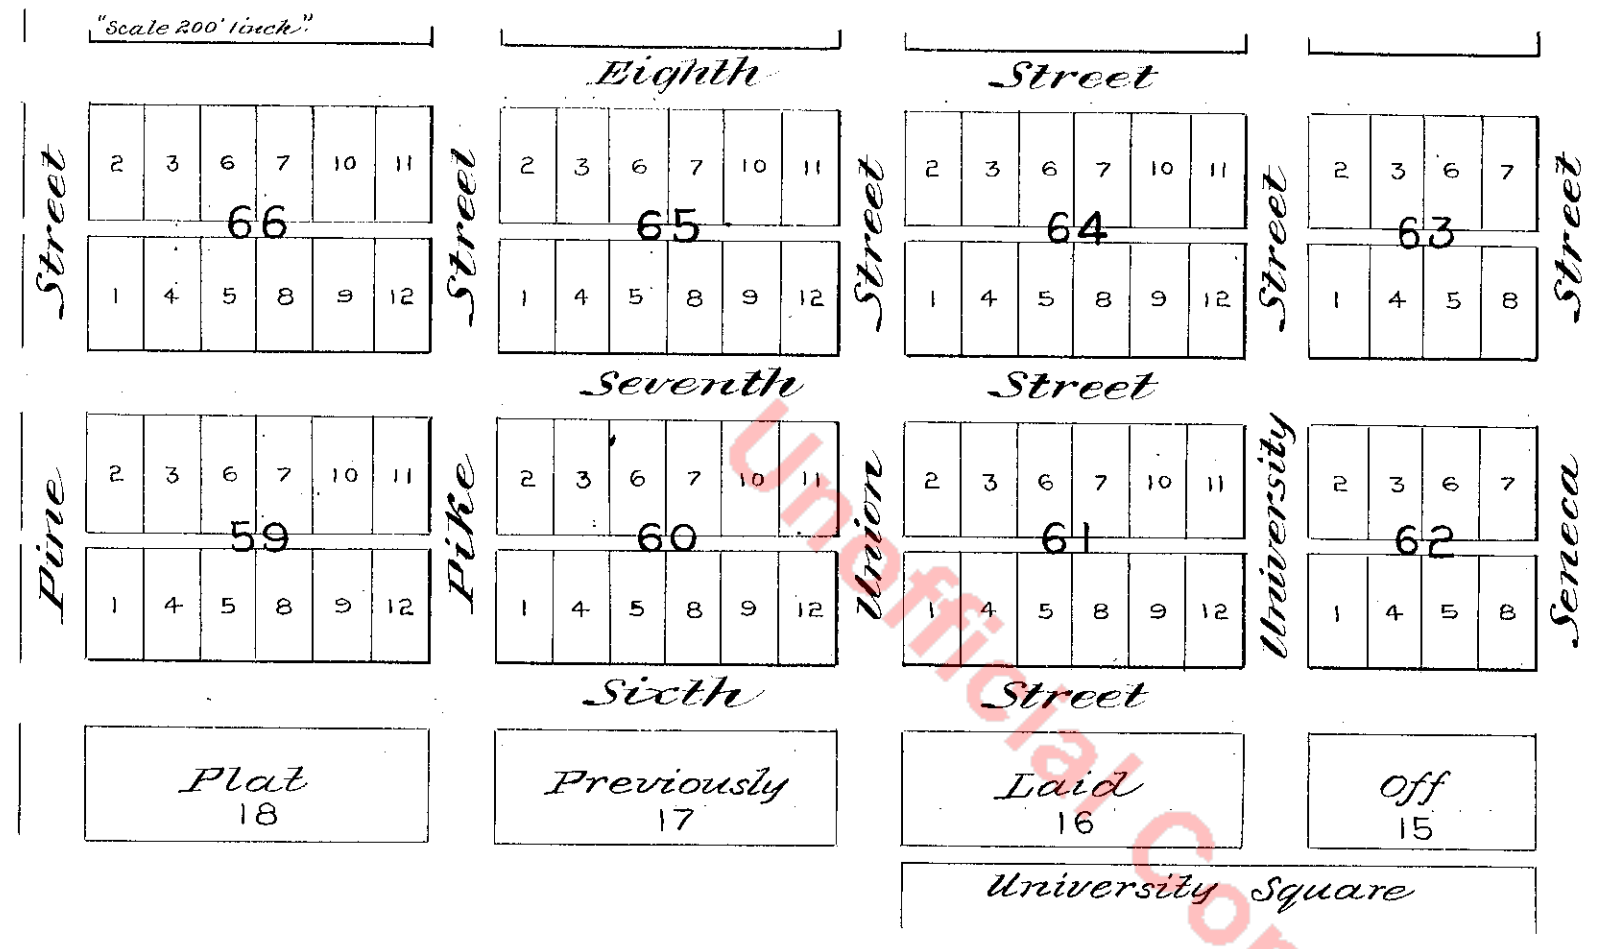 "Scale 200' 1 inch".
Eighth Street
2 3 6 7 10 11 2 3 6 7 10 11 2 3 6 7 10 11 2 3 6 7
66 65 64 63
1 4 5 8 9 12 1 4 5 8 9 12 1 4 5 8 9 12 1 4 5 8
Street Street Street Street Street
Seventh Street
2 3 6 7 10 11 2 3 6 7 10 11 2 3 6 7 10 11 2 3 6 7
59 60 61 62
1 4 5 8 9 12 1 4 5 8 9 12 1 4 5 8 9 12 1 4 5 8
Pine Pike Union University Seneca
Sixth Street
Plat Previously Laid Off
18 17 16 15
University Square
Unofficial Cop